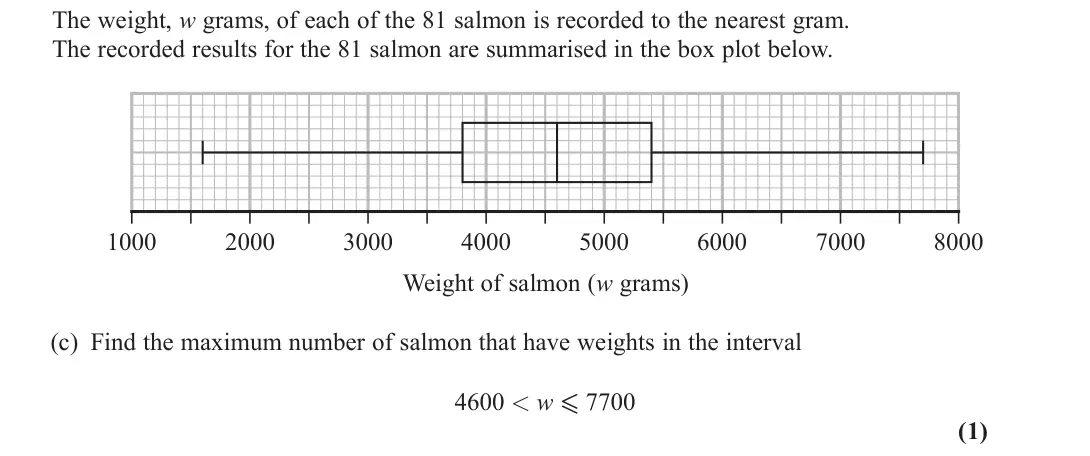 The weight, w grams, of each of the 81 salmon is recorded to the nearest gram.
The recorded results for the 81 salmon are summarised in the box plot below.
1000 2000 3000 4000 5000 6000 7000 8000
Weight of salmon (w grams)
(c) Find the maximum number of salmon that have weights in the interval
4600 < w ⩽ 7700
(1)